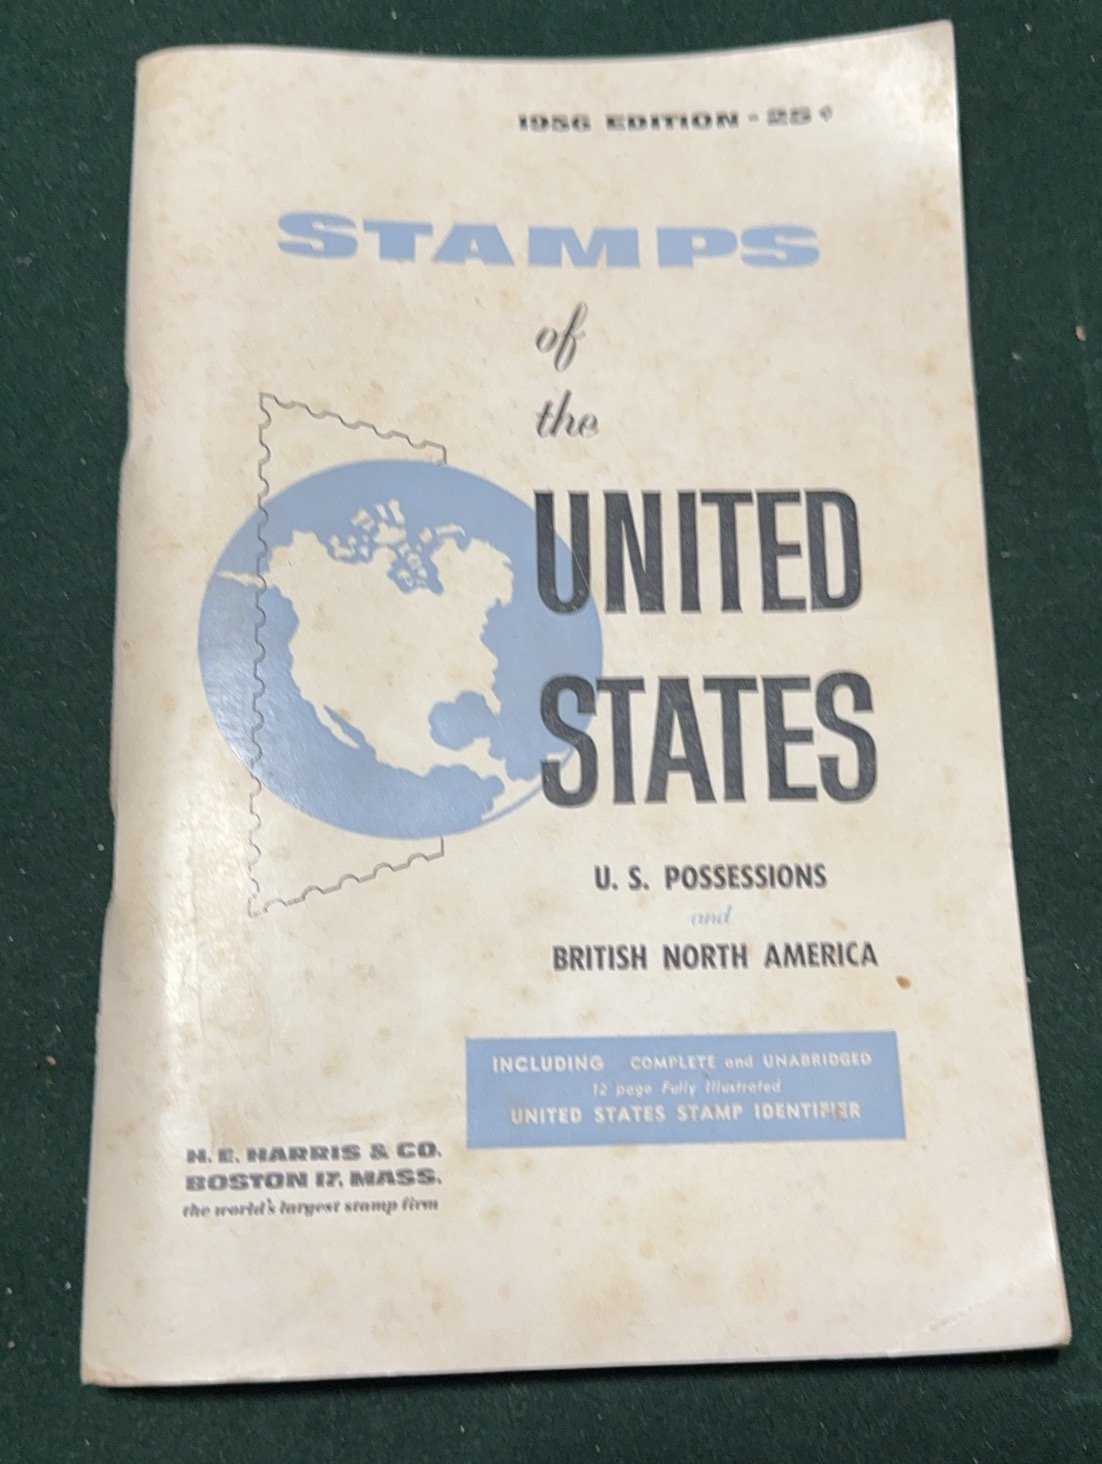 1956 EDITION - 25¢
STAMPS
of
the
UNITED
STATES
U. S. POSSESSIONS
and
BRITISH NORTH AMERICA
INCLUDING COMPLETE and UNABRIDGED
12 page Fully Illustrated
UNITED STATES STAMP IDENTIFIER
H. E. HARRIS & CO.
BOSTON 17, MASS.
the world's largest stamp firm